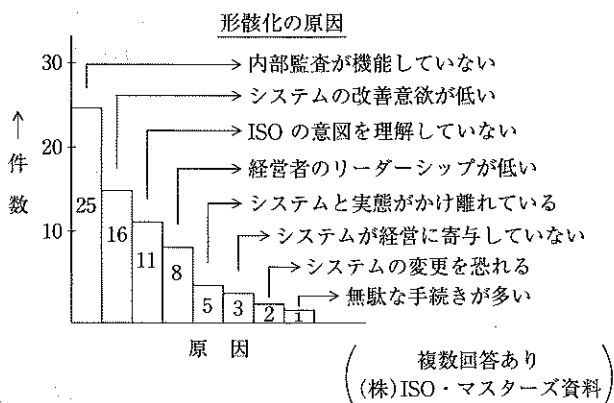 形骸化の原因
30
20
10
↑
件
数
→内部監査が機能していない
→システムの改善意欲が低い
→ISOの意図を理解していない
→経営者のリーダーシップが低い
→システムと実態がかけ離れている
→システムが経営に寄与していない
→システムの変更を恐れる
→無駄な手続きが多い
25
16
11
8
5
3
2
1
原因
複数回答あり
(株)ISO・マスターズ資料